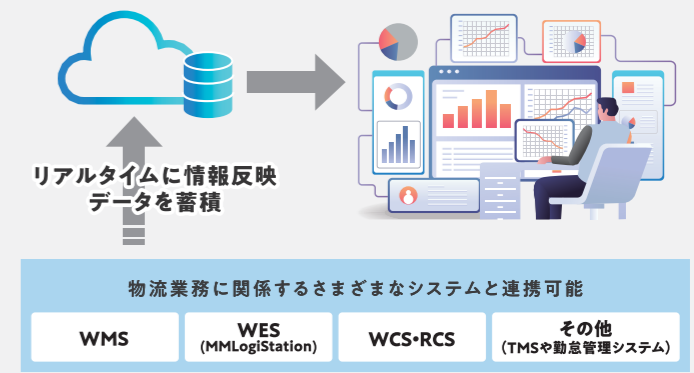 リアルタイムに情報反映
データを蓄積
物流業務に関係するさまざまなシステムと連携可能
WMS
WES
(MMLogiStation)
WCS・RCS
その他
(TMSや勤怠管理システム)